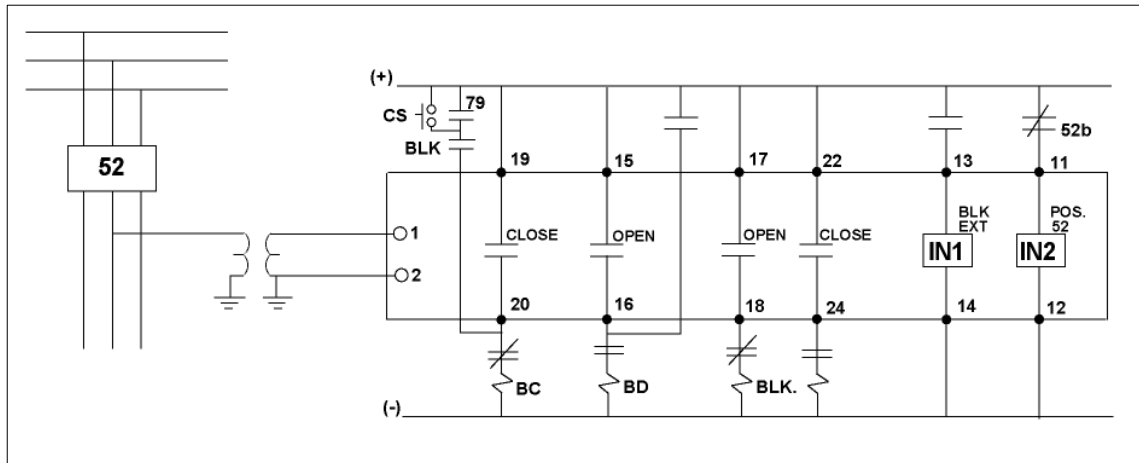 (+)
CS
79
BLK
52
19
15
17
22
13
11
52b
1
2
CLOSE
OPEN
OPEN
CLOSE
BLK
EXT
IN1
POS.
52
IN2
20
16
18
24
14
12
BC
BD
BLK.
(-)